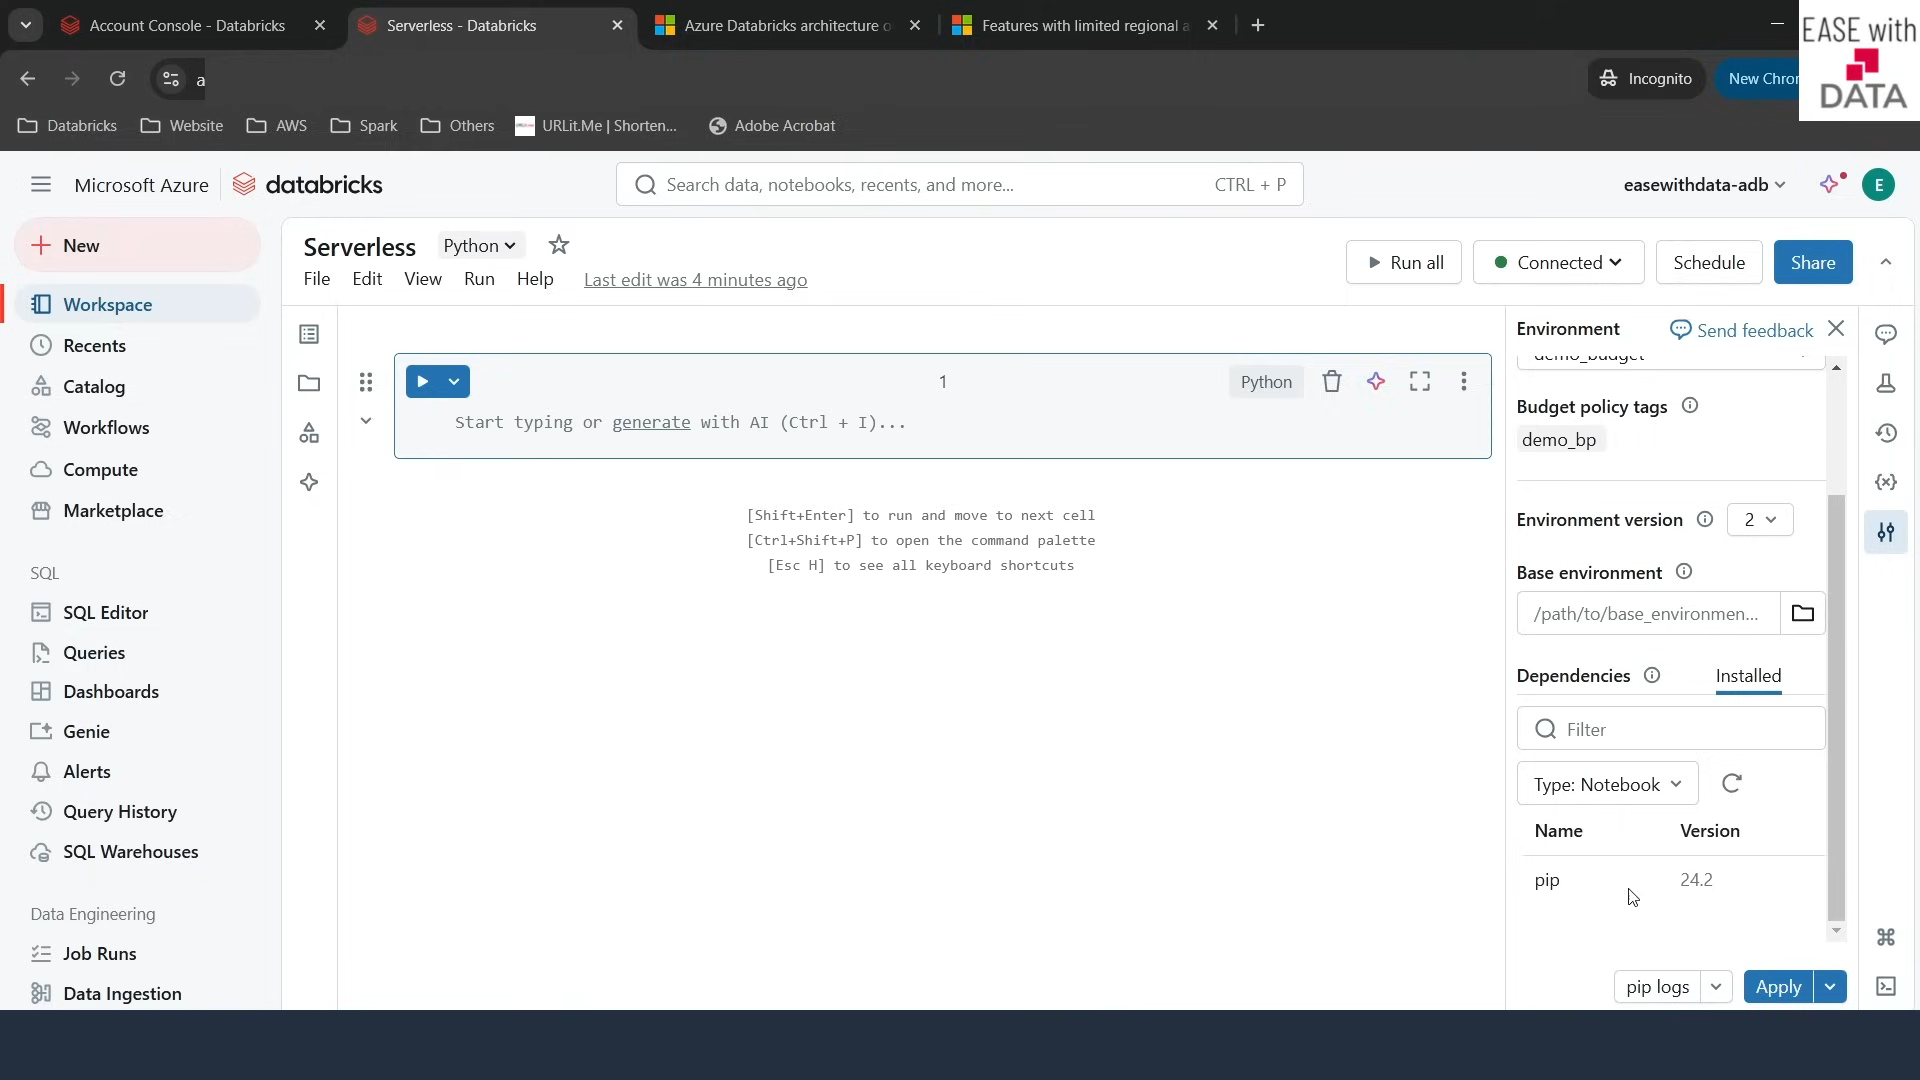 Account Console - Databricks
Serverless - Databricks
Azure Databricks architecture o
Features with limited regional a
EASE with
DATA
a
Incognito
New Chro
Databricks
Website
AWS
Spark
Others
URLit.Me | Shorten...
Adobe Acrobat
Microsoft Azure
databricks
Search data, notebooks, recents, and more...
CTRL + P
easewithdata-adb
E
New
Workspace
Recents
Catalog
Workflows
Compute
Marketplace
SQL
SQL Editor
Queries
Dashboards
Genie
Alerts
Query History
SQL Warehouses
Data Engineering
Job Runs
Data Ingestion
Serverless
Python
File Edit View Run Help
Last edit was 4 minutes ago
Run all
Connected
Schedule
Share
1
Python
Start typing or generate with AI (Ctrl + I)...
[Shift+Enter] to run and move to next cell
[Ctrl+Shift+P] to open the command palette
[Esc H] to see all keyboard shortcuts
Environment
Send feedback
demo_budget
Budget policy tags
demo_bp
Environment version
2
Base environment
/path/to/base_environmen...
Dependencies
Installed
Filter
Type: Notebook
Name Version
pip 24.2
pip logs
Apply